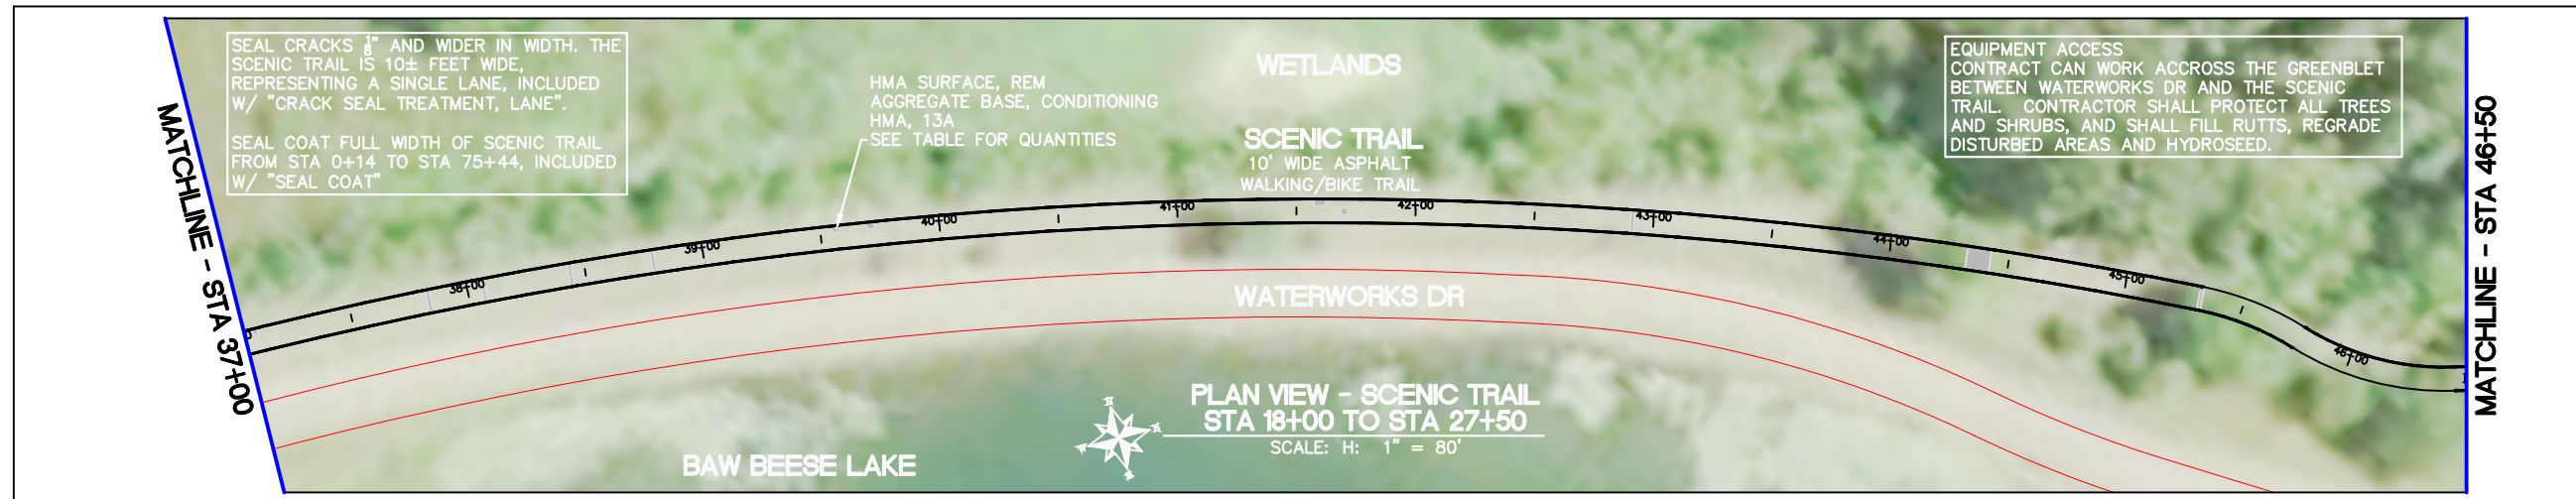 SEAL CRACKS 1/8" AND WIDER IN WIDTH. THE
SCENIC TRAIL IS 10± FEET WIDE,
REPRESENTING A SINGLE LANE, INCLUDED
W/ "CRACK SEAL TREATMENT, LANE".
SEAL COAT FULL WIDTH OF SCENIC TRAIL
FROM STA 0+14 TO STA 75+44, INCLUDED
W/ "SEAL COAT"
MATCHLINE - STA 37+00
HMA SURFACE, REM
AGGREGATE BASE, CONDITIONING
HMA, 13A
SEE TABLE FOR QUANTITIES
WETLANDS
SCENIC TRAIL
10' WIDE ASPHALT
WALKING/BIKE TRAIL
EQUIPMENT ACCESS
CONTRACT CAN WORK ACCROSS THE GREENBLET
BETWEEN WATERWORKS DR AND THE SCENIC
TRAIL. CONTRACTOR SHALL PROTECT ALL TREES
AND SHRUBS, AND SHALL FILL RUTTS, REGRADE
DISTURBED AREAS AND HYDROSEED.
MATCHLINE - STA 46+50
38+00
39+00
40+00
41+00
42+00
43+00
44+00
45+00
46+00
WATERWORKS DR
PLAN VIEW - SCENIC TRAIL
STA 18+00 TO STA 27+50
SCALE: H: 1" = 80'
BAW BEESE LAKE